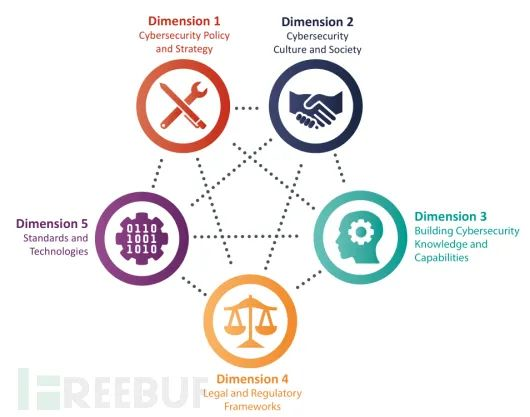 Dimension 1
Cybersecurity Policy
and Strategy
Dimension 2
Cybersecurity
Culture and Society
Dimension 3
Building Cybersecurity
Knowledge and
Capabilities
Dimension 5
Standards and
Technologies
0110
1001
1010
Dimension 4
Legal and Regulatory
Frameworks
FREEBUF